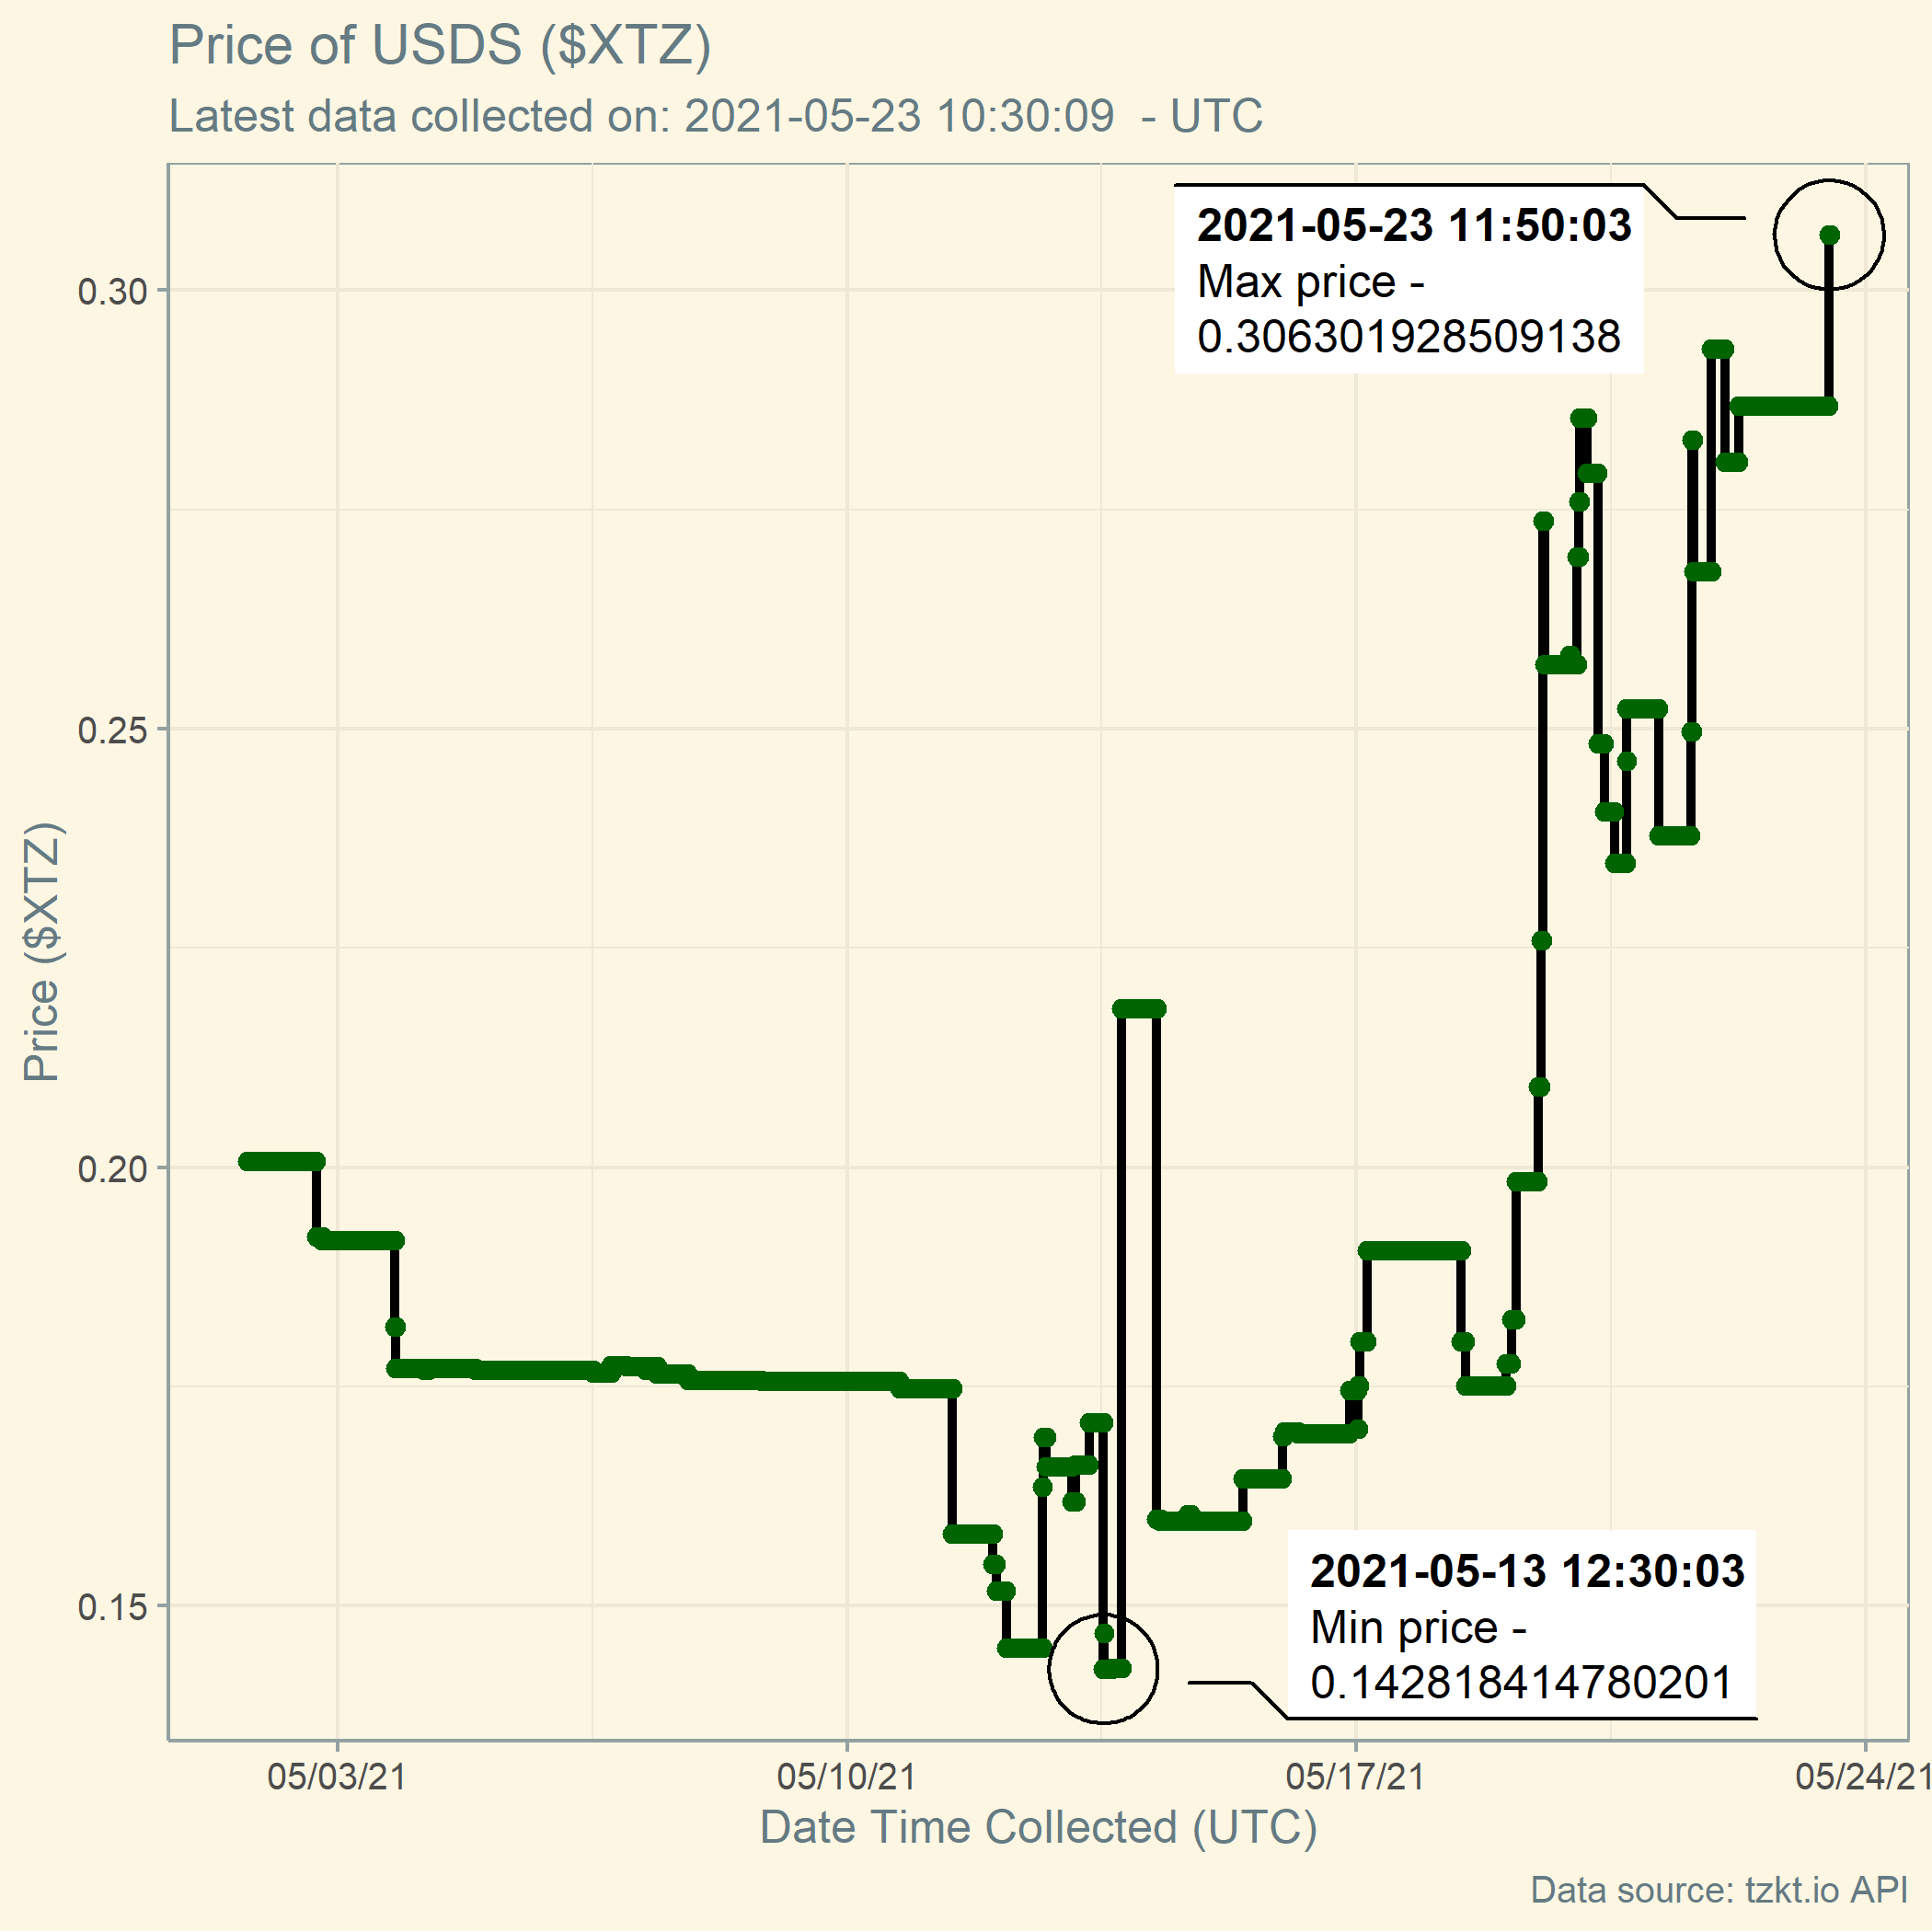 Price of USDS ($XTZ)
Latest data collected on: 2021-05-23 10:30:09 - UTC
2021-05-23 11:50:03
Max price -
0.306301928509138
0.30
0.25
Price ($XTZ)
0.20
0.15
2021-05-13 12:30:03
Min price -
0.142818414780201
05/03/21
05/10/21
05/17/21
05/24/21
Date Time Collected (UTC)
Data source: tzkt.io API